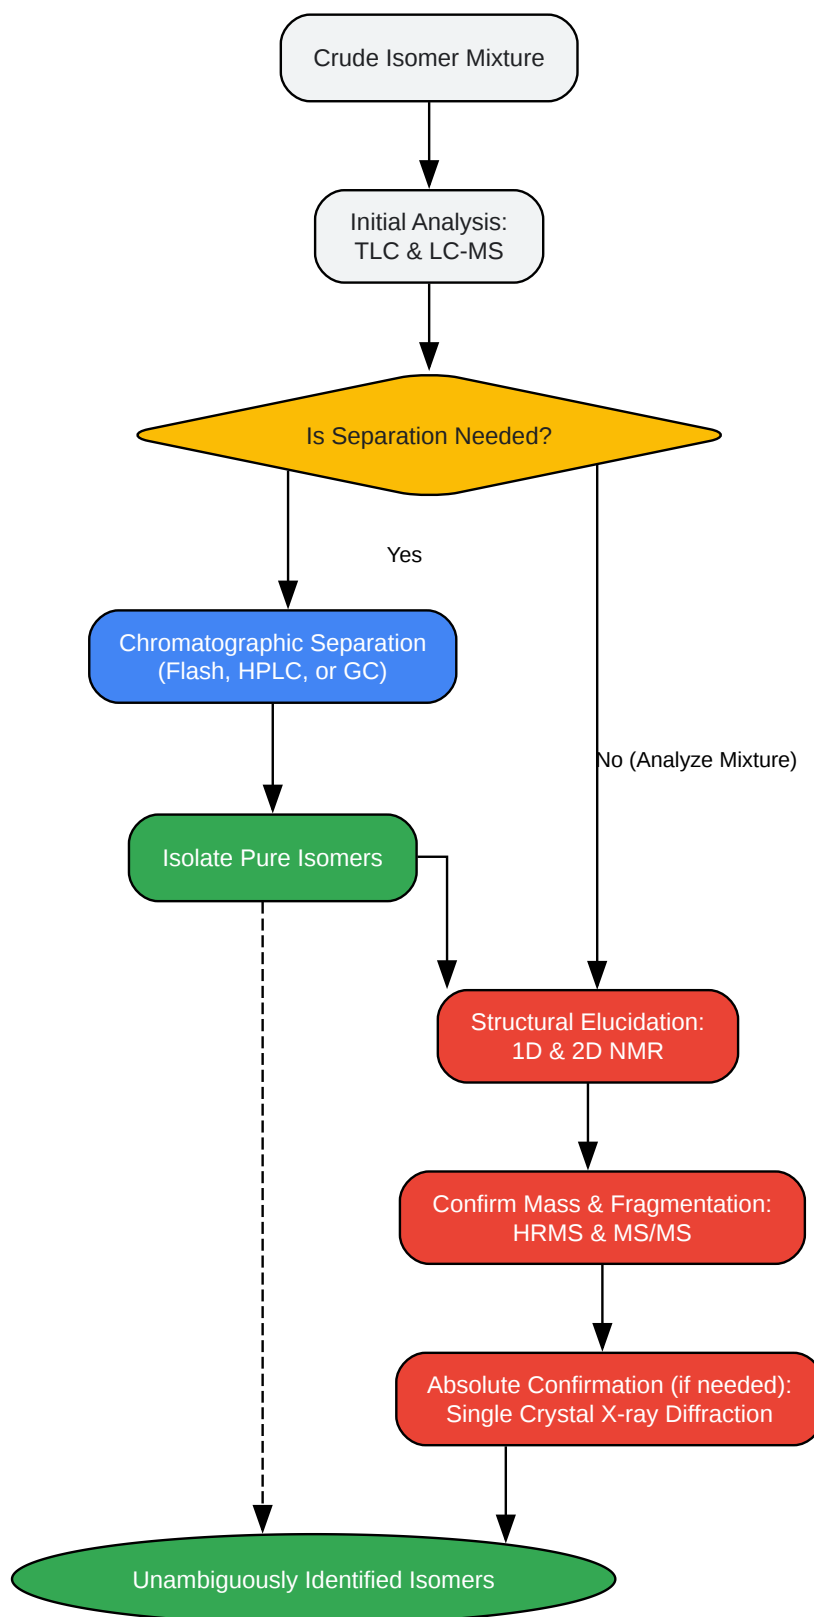 Crude Isomer Mixture
Initial Analysis:
TLC & LC-MS
Is Separation Needed?
Yes
Chromatographic Separation
(Flash, HPLC, or GC)
No (Analyze Mixture)
Isolate Pure Isomers
Structural Elucidation:
1D & 2D NMR
Confirm Mass & Fragmentation:
HRMS & MS/MS
Absolute Confirmation (if needed):
Single Crystal X-ray Diffraction
Unambiguously Identified Isomers